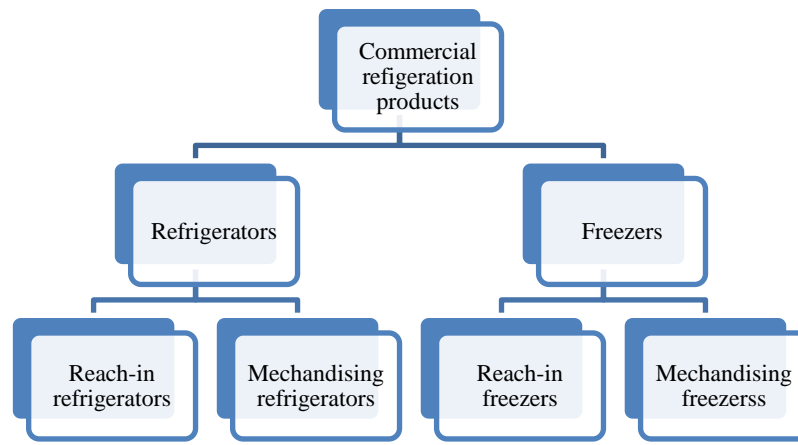 Commercial
refigeration
products
Refrigerators
Freezers
Reach-in
refrigerators
Mechandising
refrigerators
Reach-in
freezers
Mechandising
freezerss